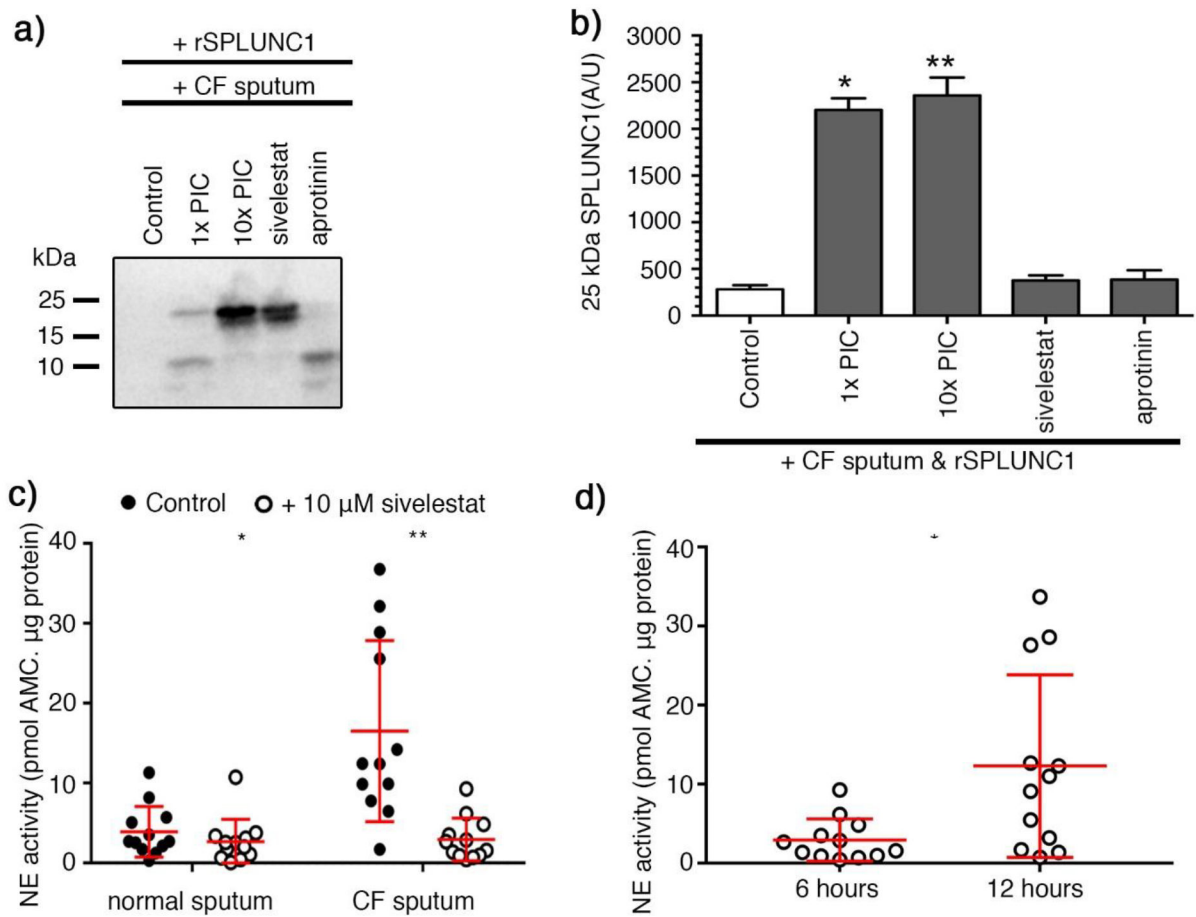 a)
+ rSPLUNC1
+ CF sputum
Control
1x PIC
10x PIC
sivelestat
aprotinin
kDa
25
15
10
b)
25 kDa SPLUNC1(A/U)
3000
2500
2000
1500
1000
500
0
*
**
Control
1x PIC
10x PIC
sivelestat
aprotinin
+ CF sputum & rSPLUNC1
c)
● Control ○ + 10 µM sivelestat
NE activity (pmol AMC. µg protein)
40
30
20
10
0
*
**
normal sputum
CF sputum
d)
NE activity (pmol AMC. µg protein)
40
30
20
10
0
*
6 hours
12 hours